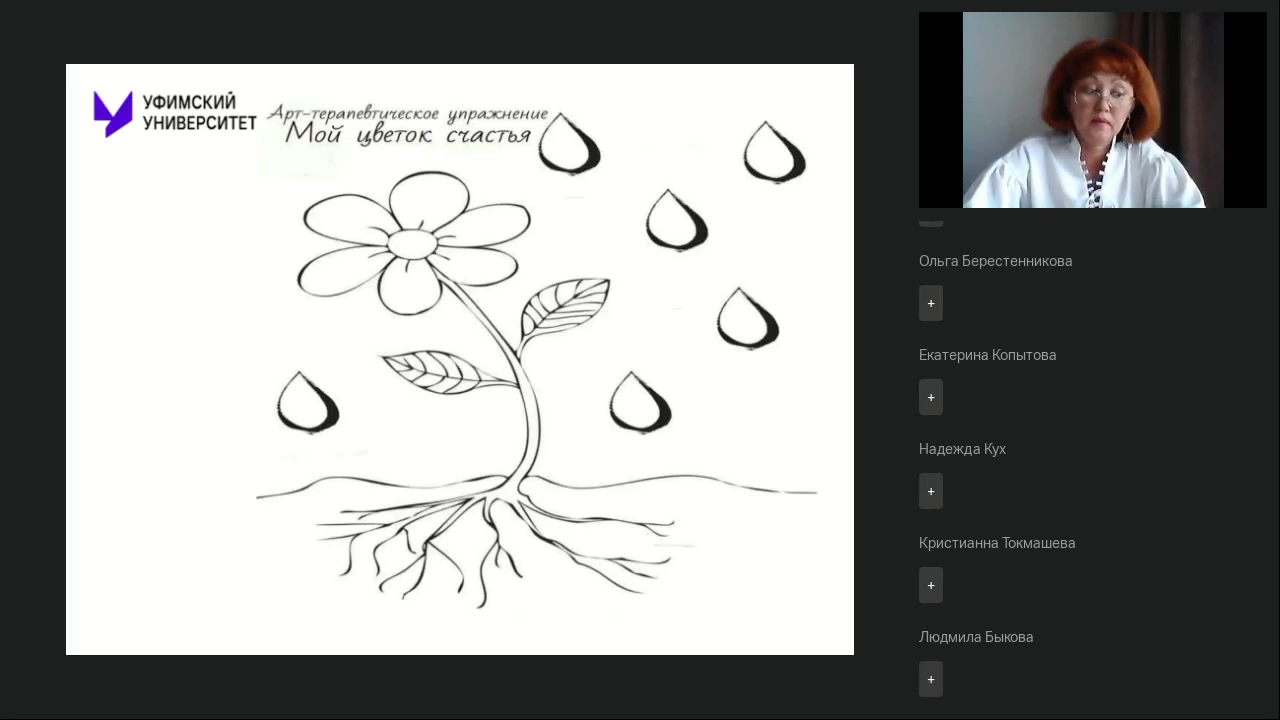 УФИМСКИЙ
УНИВЕРСИТЕТ
Арт-терапевтическое упражнение
Мой цветок счастья
Ольга Берестенникова
+
Екатерина Копытова
+
Надежда Кух
+
Кристианна Токмашева
+
Людмила Быкова
+